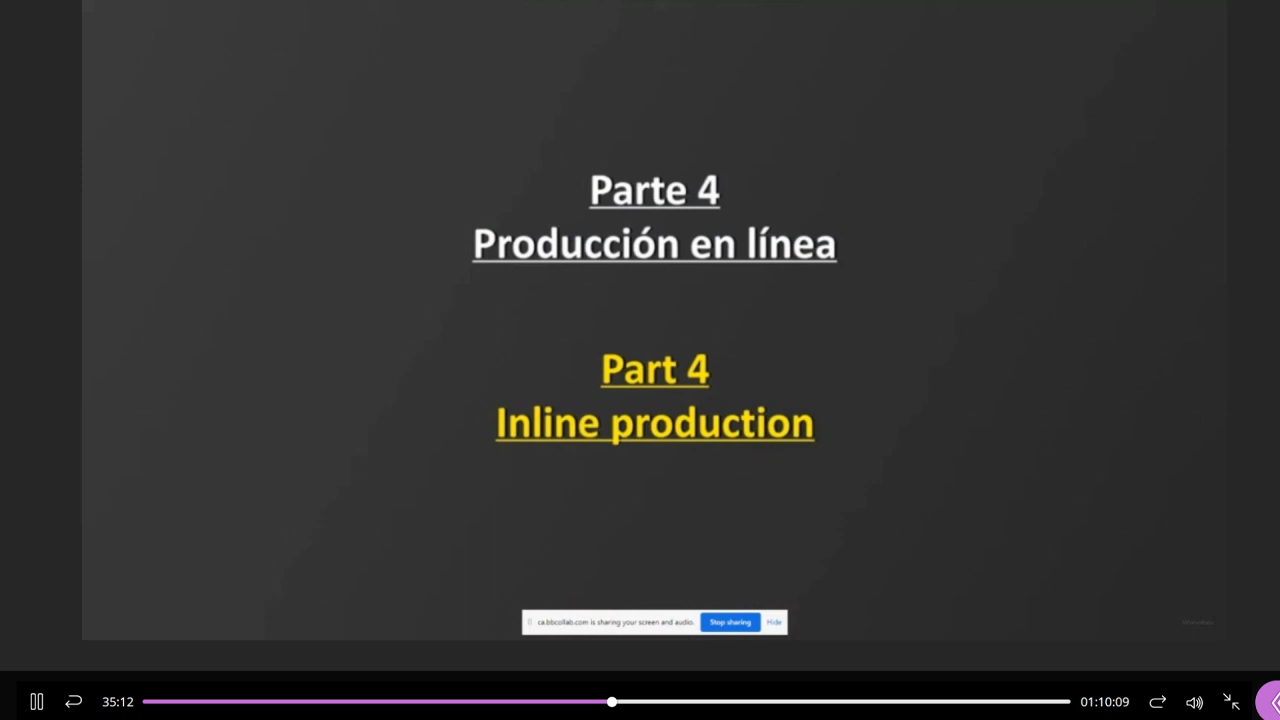 Parte 4
Producción en línea
Part 4
Inline production
ca.bbcollab.com is sharing your screen and audio. Stop sharing Hide
35:12 01:10:09